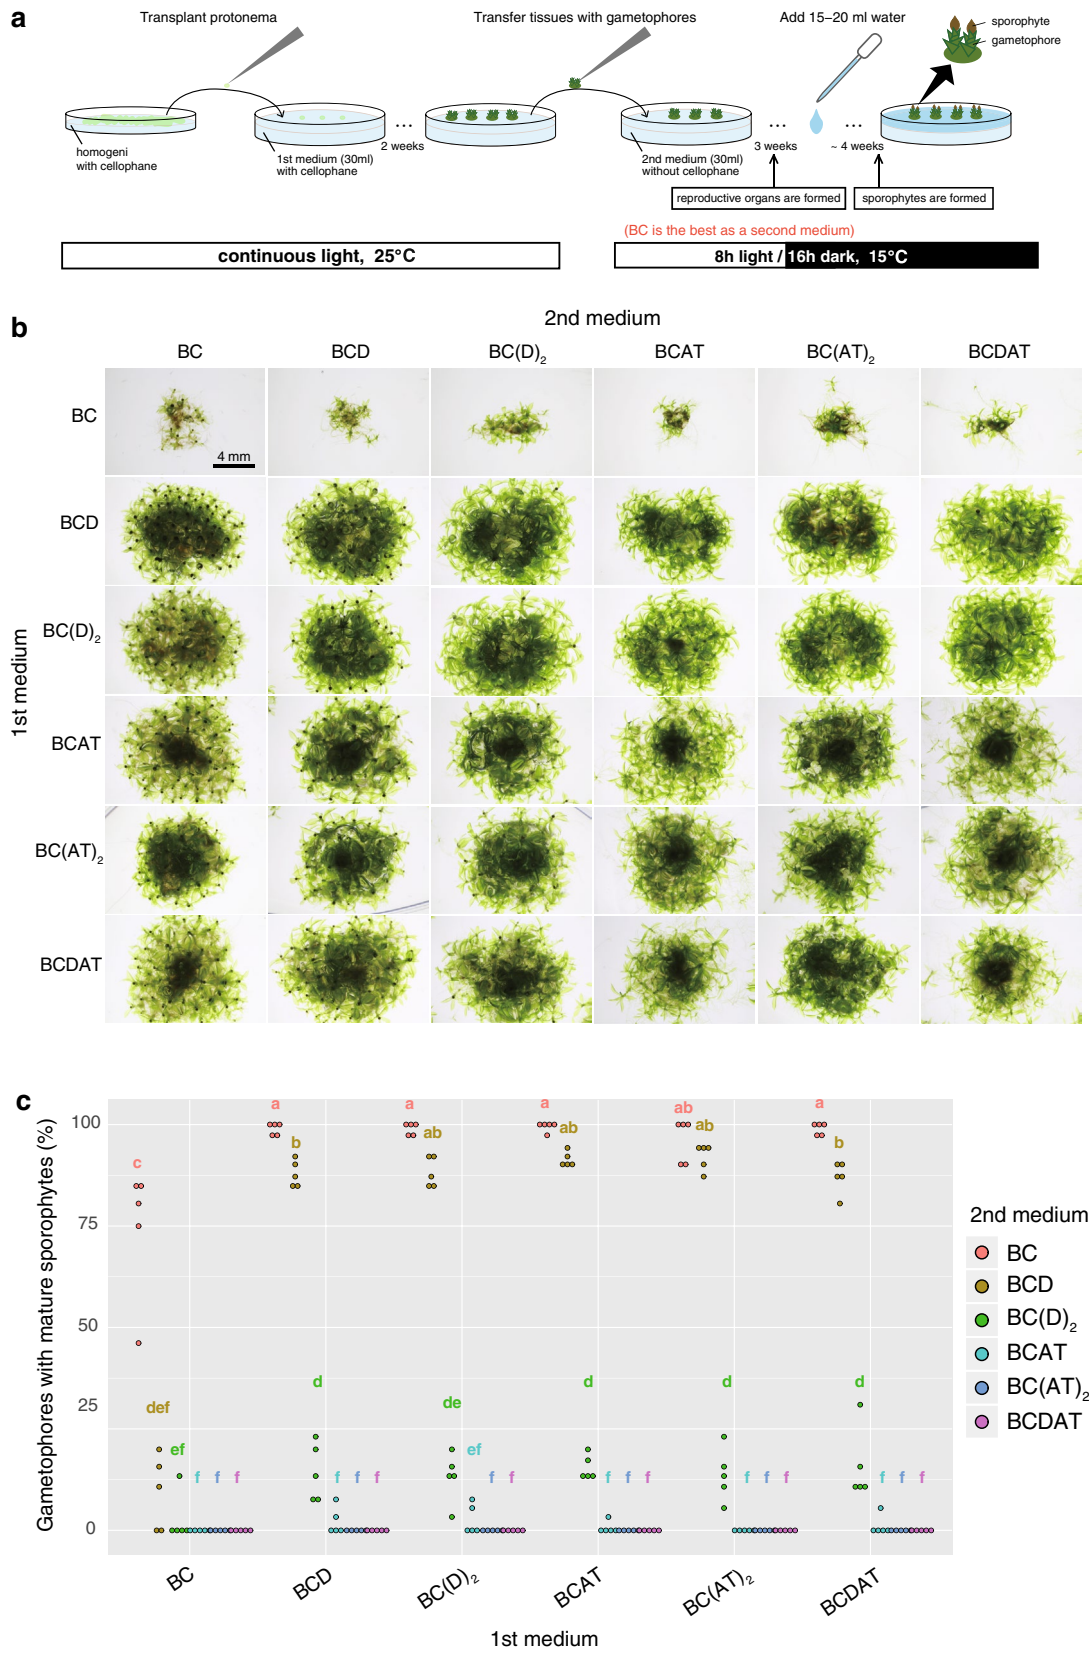 a
Transplant protonema
Transfer tissues with gametophores
Add 15–20 ml water
sporophyte
gametophore
homogeni
with cellophane
1st medium (30ml)
with cellophane
...
2 weeks
2nd medium (30ml)
without cellophane
...
3 weeks
...
~ 4 weeks
reproductive organs are formed
sporophytes are formed
(BC is the best as a second medium)
continuous light, 25°C
8h light / 16h dark, 15°C
b
2nd medium
BC BCD BC(D)2 BCAT BC(AT)2 BCDAT
1st medium
BC
4 mm
BCD
BC(D)2
BCAT
BC(AT)2
BCDAT
c
Gametophores with mature sporophytes (%)
100
75
50
25
0
c def ef f f f
a b d f f f
a ab de ef f f
a ab d f f f
ab ab d f f f
a b d f f f
BC BCD BC(D)2 BCAT BC(AT)2 BCDAT
1st medium
2nd medium
BC
BCD
BC(D)2
BCAT
BC(AT)2
BCDAT